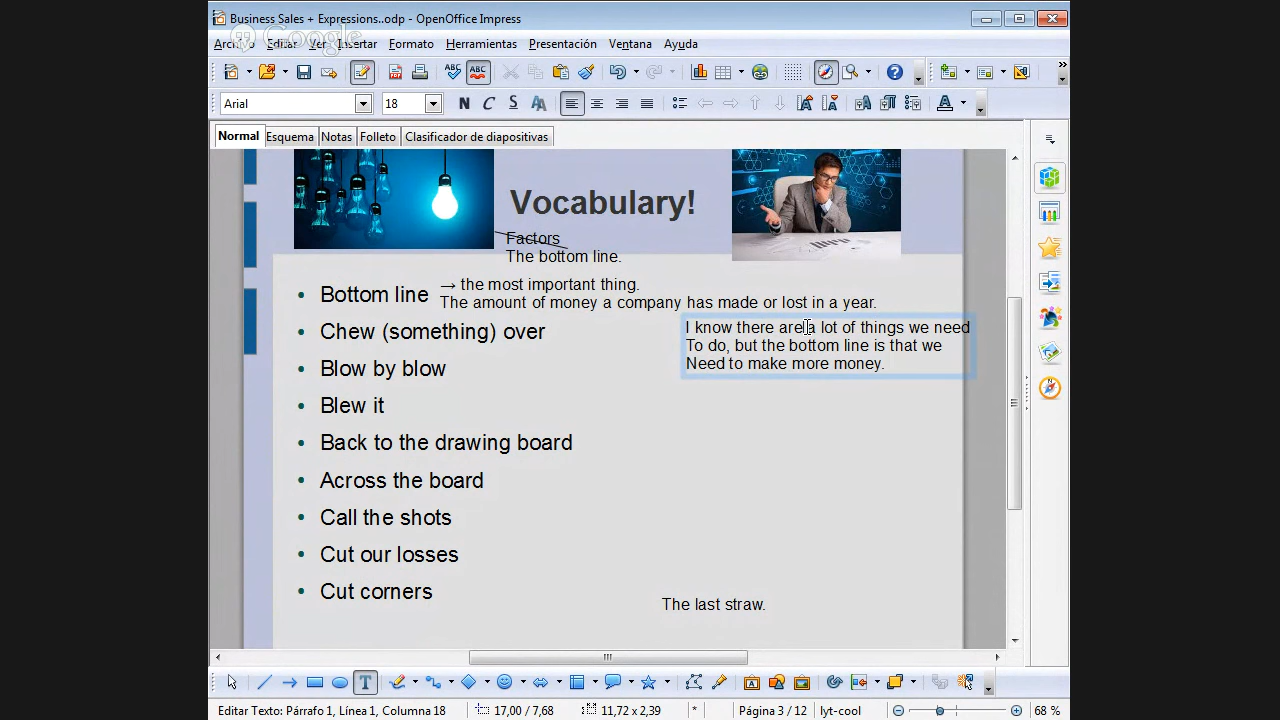 Business Sales + Expressions..odp - OpenOffice Impress
Google
Archivo Editar Ver Insertar Formato Herramientas Presentación Ventana Ayuda
Arial 18 N C S
Normal Esquema Notas Folleto Clasificador de diapositivas
Vocabulary!
Factors
The bottom line.
• Bottom line → the most important thing.
The amount of money a company has made or lost in a year.
• Chew (something) over
I know there are a lot of things we need
To do, but the bottom line is that we
Need to make more money.
• Blow by blow
• Blew it
• Back to the drawing board
• Across the board
• Call the shots
• Cut our losses
• Cut corners
The last straw.
Editar Texto: Párrafo 1, Línea 1, Columna 18 17,00 / 7,68 11,72 x 2,39 * Página 3 / 12 lyt-cool 68 %